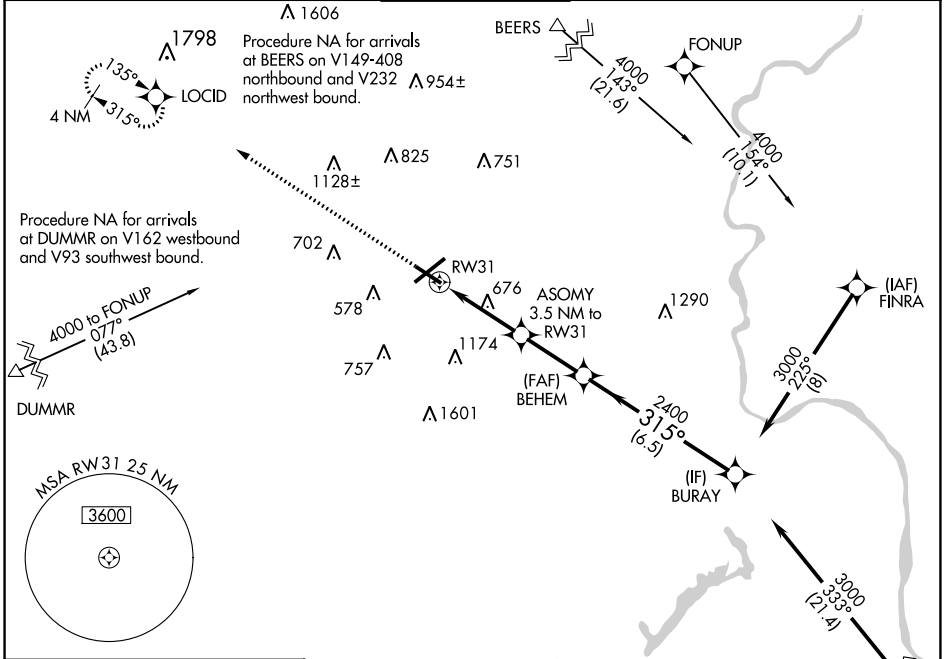 1606
1798
Procedure NA for arrivals
at BEERS on V149-408
northbound and V232
northwest bound.
954±
BEERS
FONUP
135°
315°
4 NM
LOCID
4000
143°
(21.6)
4000
154°
(10.1)
825
751
1128±
Procedure NA for arrivals
at DUMMR on V162 westbound
and V93 southwest bound.
702
RW31
578
676
ASOMY
3.5 NM to
RW31
1290
(IAF)
FINRA
4000 to FONUP
077°
(43.8)
DUMMR
757
1174
(FAF)
BEHEM
3000
225°
(8)
1601
2400
315°
(6.5)
(IF)
BURAY
MSA RW31 25 NM
3600
3000
333°
(21.4)